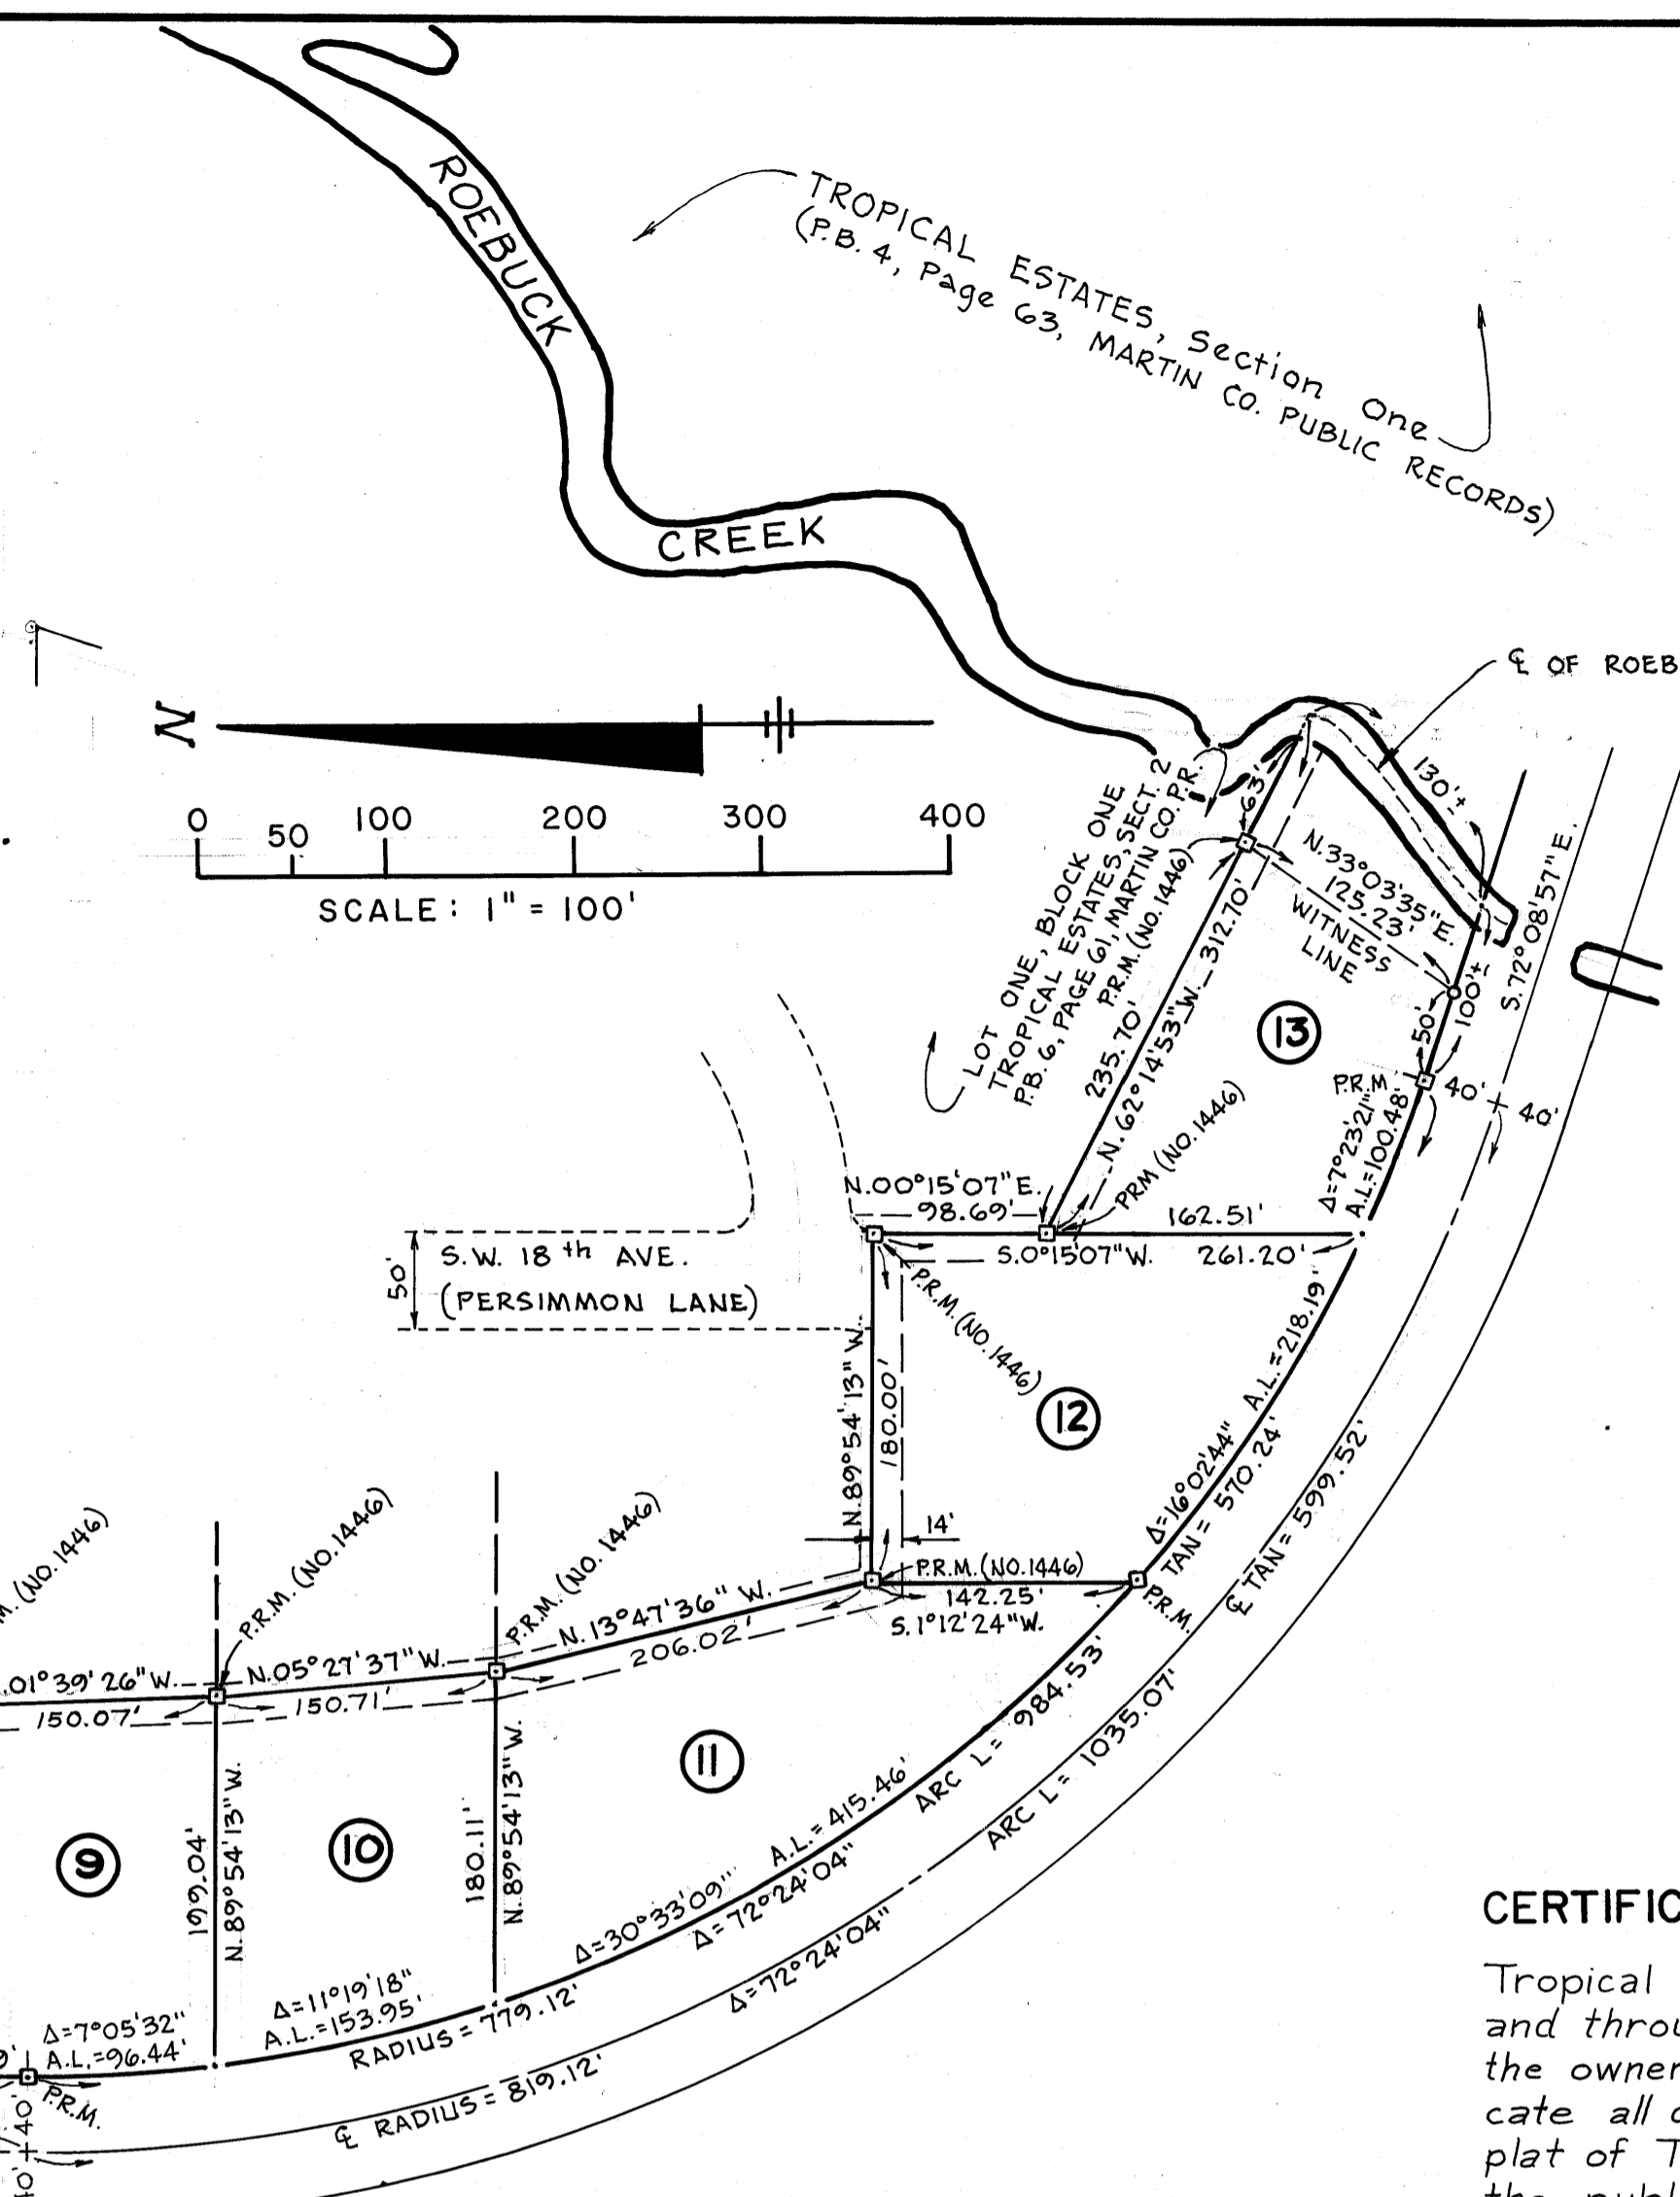 ROEBUCK
CREEK
TROPICAL ESTATES, Section One
(P.B. 4, Page 63, MARTIN CO. PUBLIC RECORDS)
℄ OF ROEB
N
0 50 100 200 300 400
SCALE: 1" = 100'
LOT ONE, BLOCK ONE
TROPICAL ESTATES, SECT. 2
P.B. 6, PAGE 61, MARTIN CO. P.R.
P.R.M. (NO. 1446)
63'
130'±
N.33°03'35"E.
125.23'
WITNESS
LINE
S.72°08'57"E.
100'±
50'
P.R.M.
40' 40'
13
235.70'
N.62°14'53"W. 312.70'
PRM (NO.1446)
Δ=7°23'21"
A.L.=100.48'
N.00°15'07"E.
98.69'
162.51'
S.0°15'07"W. 261.20'
50'
S.W. 18th AVE.
(PERSIMMON LANE)
P.R.M. (NO.1446)
N.89°54'13"W.
180.00'
12
14'
Δ=16°02'44" A.L.=218.19'
TAN = 570.24'
℄ TAN = 599.52'
P.R.M. (NO.1446)
142.25'
S.1°12'24"W.
P.R.M.
M. (NO.1446)
P.R.M. (NO.1446)
P.R.M. (NO. 1446)
.01°39'26"W.
150.07'
N.05°27'37"W.
150.71'
N.13°47'36" W.
206.02'
9
199.04'
N.89°54'13"W.
10
180.11'
N.89°54'13"W.
11
Δ=30°33'09" A.L.=415.46'
Δ=72°24'04" ARC L= 984.53'
Δ=72°24'04" ARC L= 1035.07'
Δ=7°05'32"
A.L.=96.44'
Δ=11°19'18"
A.L.=153.95'
RADIUS = 779.12'
℄ RADIUS = 819.12'
P.R.M.
40'
CERTIFIC
Tropical
and throu
the owner
cate all
plat of T